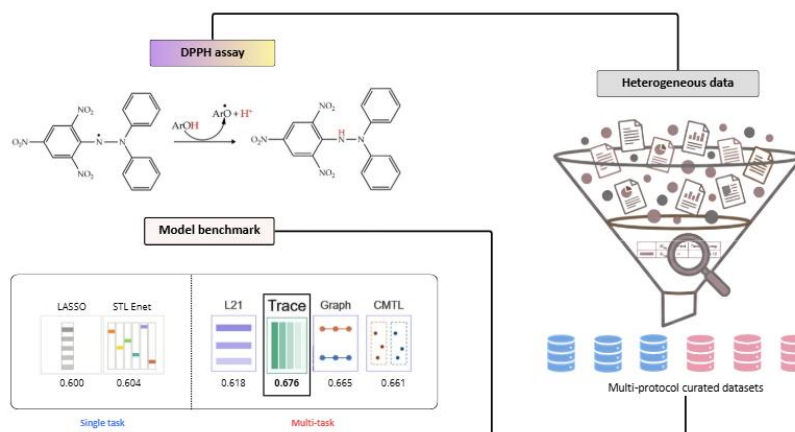 DPPH assay
Heterogeneous data
NO₂
NO₂
ArO• + H⁺
ArOH
O₂N
N
N
O₂N
H
NH
N
NO₂
NO₂
Model benchmark
LASSO
STL Enet
L21
Trace
Graph
CMTL
0.600
0.604
0.618
0.676
0.665
0.661
Single task
Multi-task
Multi-protocol curated datasets